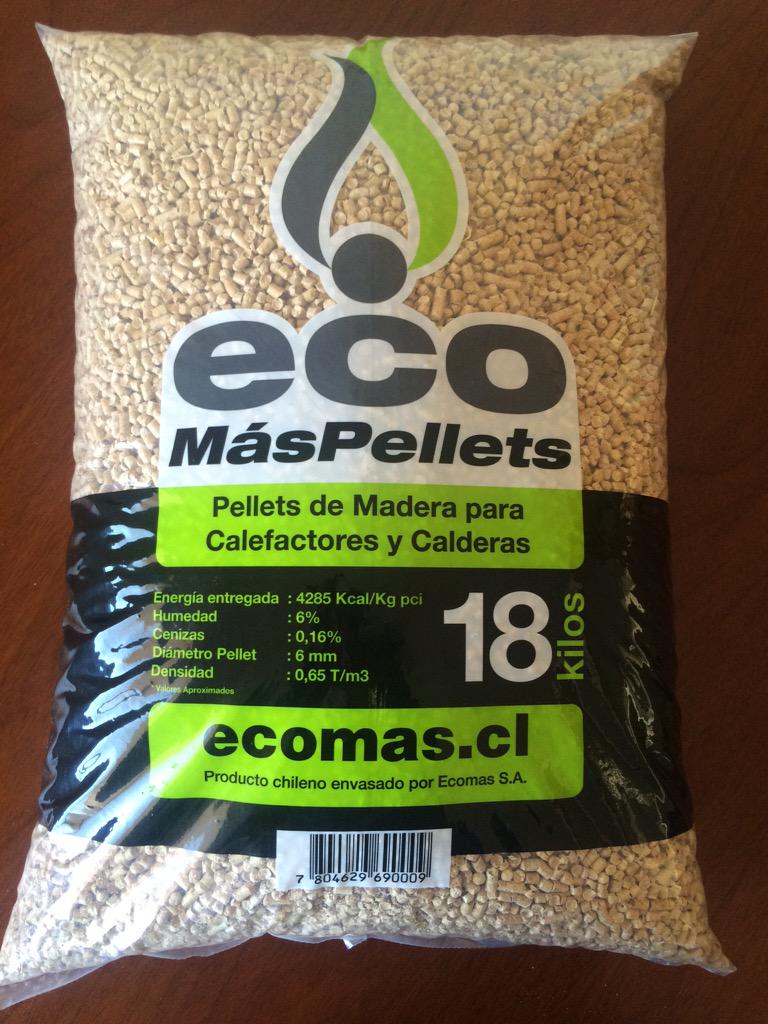 eco
MásPellets
Pellets de Madera para
Calefactores y Calderas
Energía entregada : 4285 Kcal/Kg pci
Humedad : 6%
Cenizas : 0,16%
Diámetro Pellet : 6 mm
Densidad : 0,65 T/m3
* Valores Aproximados
18 kilos
ecomas.cl
Producto chileno envasado por Ecomas S.A.
7 804629 690009